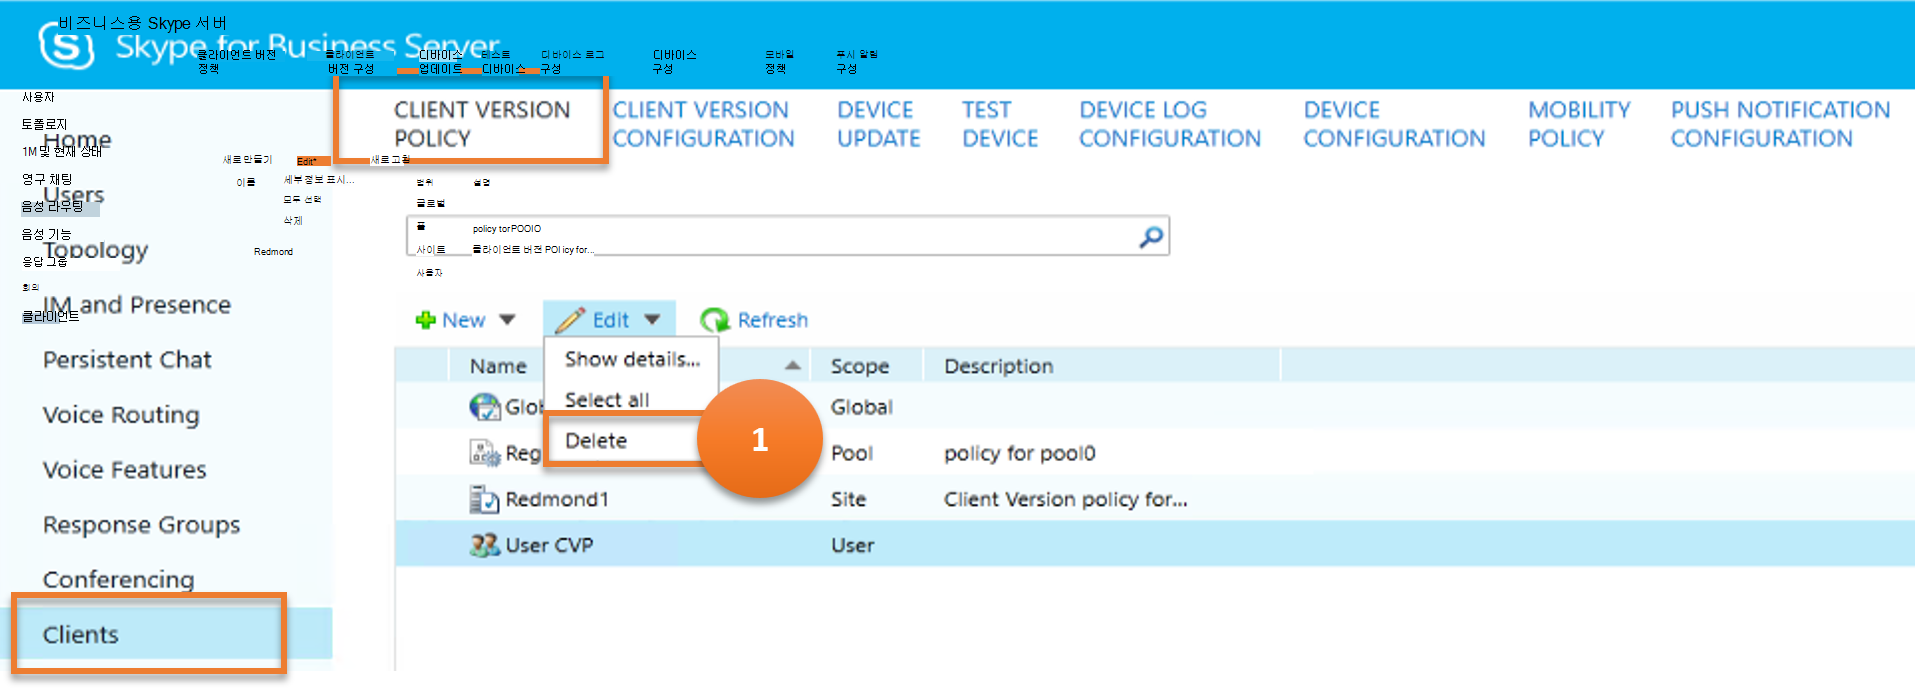 비즈니스용 Skype 서버
Skype for Business Server
클라이언트 버전 정책
클라이언트 버전 구성
디바이스 업데이트
테스트 디바이스
디바이스 로그 구성
디바이스 구성
모바일 정책
푸시 알림 구성
CLIENT VERSION POLICY
CLIENT VERSION CONFIGURATION
DEVICE UPDATE
TEST DEVICE
DEVICE LOG CONFIGURATION
DEVICE CONFIGURATION
MOBILITY POLICY
PUSH NOTIFICATION CONFIGURATION
사용자
토폴로지
Home
1M 및 현재 상태
영구 채팅
Users
음성 라우팅
음성 기능
Topology
응답 그룹
회의
IM and Presence
클라이언트
Persistent Chat
Voice Routing
Voice Features
Response Groups
Conferencing
Clients
새로 만들기
Edit*
새로 고침
이름
세부 정보 표시...
모두 선택
삭제
Redmond
범위
설명
글로벌
풀
policy torPOOIO
사이트
클라이언트 버전 POl icy for...
사용자
New
Edit
Refresh
Show details...
Select all
Delete
1
Name
Scope
Description
Glo
Global
Reg
Pool
policy for pool0
Redmond1
Site
Client Version policy for...
User CVP
User